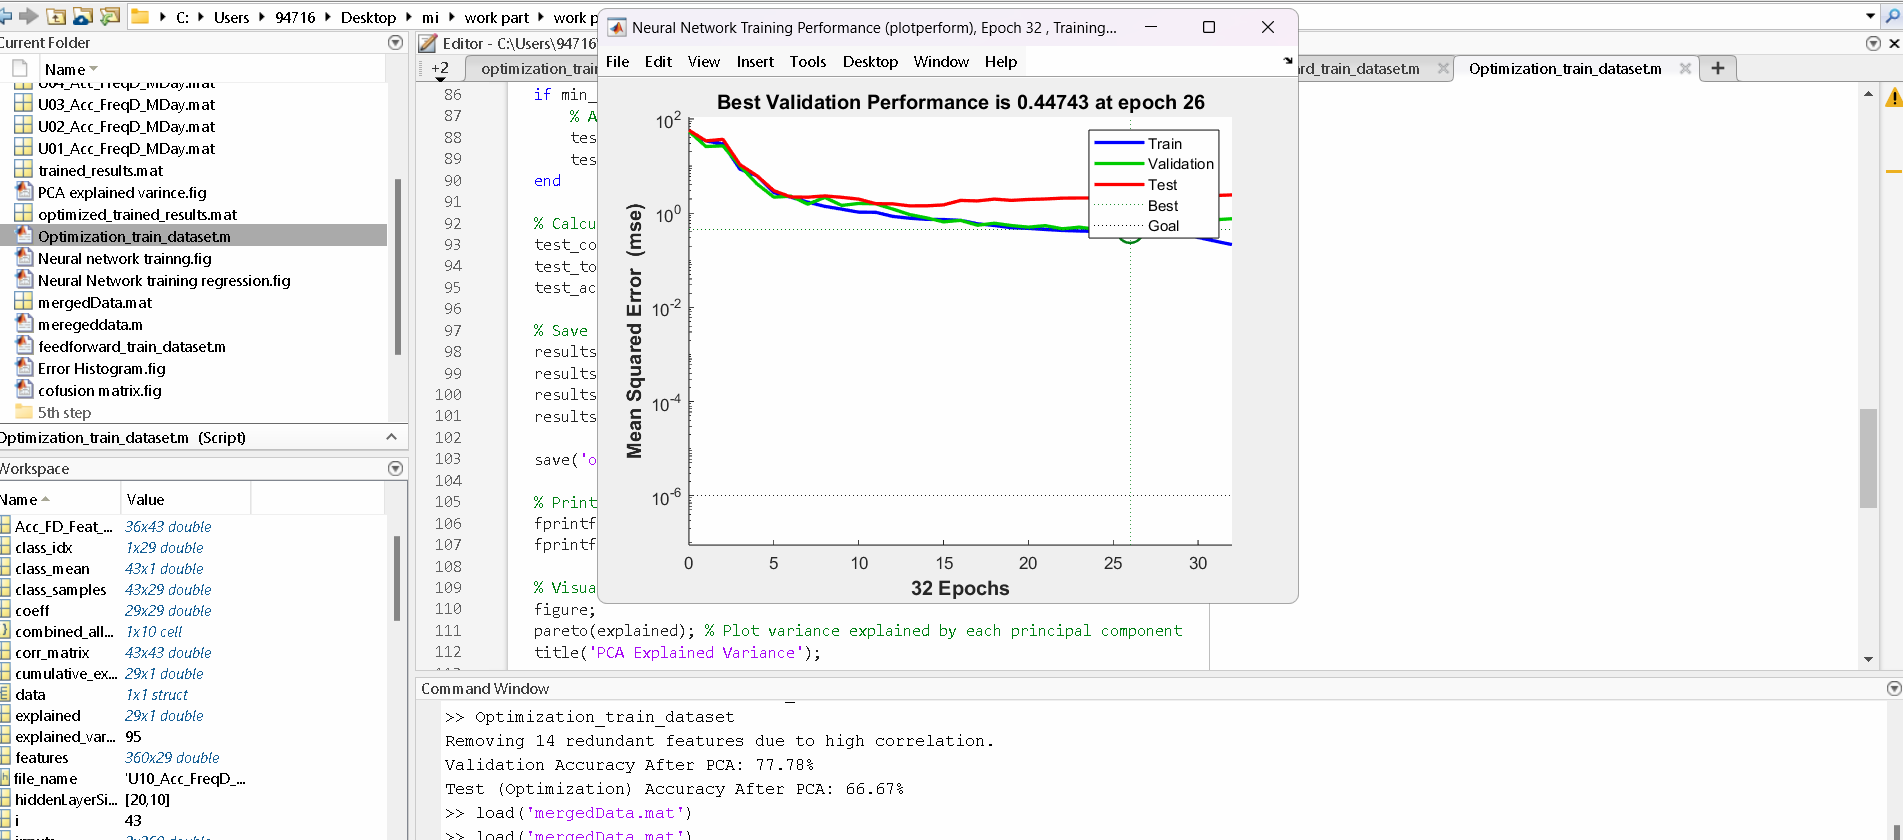 C: Users 94716 Desktop mi work part work p
Current Folder
Name
U04_Acc_FreqD_MDay.mat
U03_Acc_FreqD_MDay.mat
U02_Acc_FreqD_MDay.mat
U01_Acc_FreqD_MDay.mat
trained_results.mat
PCA explained varince.fig
optimized_trained_results.mat
Optimization_train_dataset.m
Neural network trainng.fig
Neural Network training regression.fig
mergedData.mat
meregeddata.m
feedforward_train_dataset.m
Error Histogram.fig
cofusion matrix.fig
5th step
Optimization_train_dataset.m (Script)
Workspace
Name Value
Acc_FD_Feat_... 36x43 double
class_idx 1x29 double
class_mean 43x1 double
class_samples 43x29 double
coeff 29x29 double
combined_all... 1x10 cell
corr_matrix 43x43 double
cumulative_ex... 29x1 double
data 1x1 struct
explained 29x1 double
explained_var... 95
features 360x29 double
file_name 'U10_Acc_FreqD_...
hiddenLayerSi... [20,10]
i 43
Editor - C:\Users\94716
+2 optimization_train
rd_train_dataset.m Optimization_train_dataset.m +
86 if min_
87 % A
88 tes
89 tes
90 end
91
92 % Calcu
93 test_co
94 test_to
95 test_ac
96
97 % Save
98 results
99 results
100 results
101 results
102
103 save('o
104
105 % Print
106 fprintf
107 fprintf
108
109 % Visua
110 figure;
111 pareto(explained); % Plot variance explained by each principal component
112 title('PCA Explained Variance');
Neural Network Training Performance (plotperform), Epoch 32 , Training...
File Edit View Insert Tools Desktop Window Help
Best Validation Performance is 0.44743 at epoch 26
Train
Validation
Test
Best
Goal
Mean Squared Error (mse)
10^2
10^0
10^-2
10^-4
10^-6
0 5 10 15 20 25 30
32 Epochs
Command Window
>> Optimization_train_dataset
Removing 14 redundant features due to high correlation.
Validation Accuracy After PCA: 77.78%
Test (Optimization) Accuracy After PCA: 66.67%
>> load('mergedData.mat')
>> load('mergedData.mat')